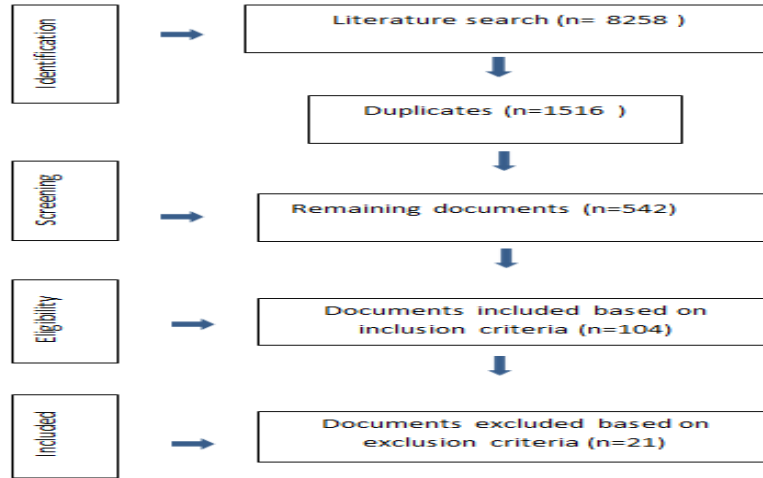 Identification
Literature search (n= 8258 )
Duplicates (n=1516 )
Screening
Remaining documents (n=542)
Eligibility
Documents included based on
inclusion criteria (n=104)
Included
Documents excluded based on
exclusion criteria (n=21)